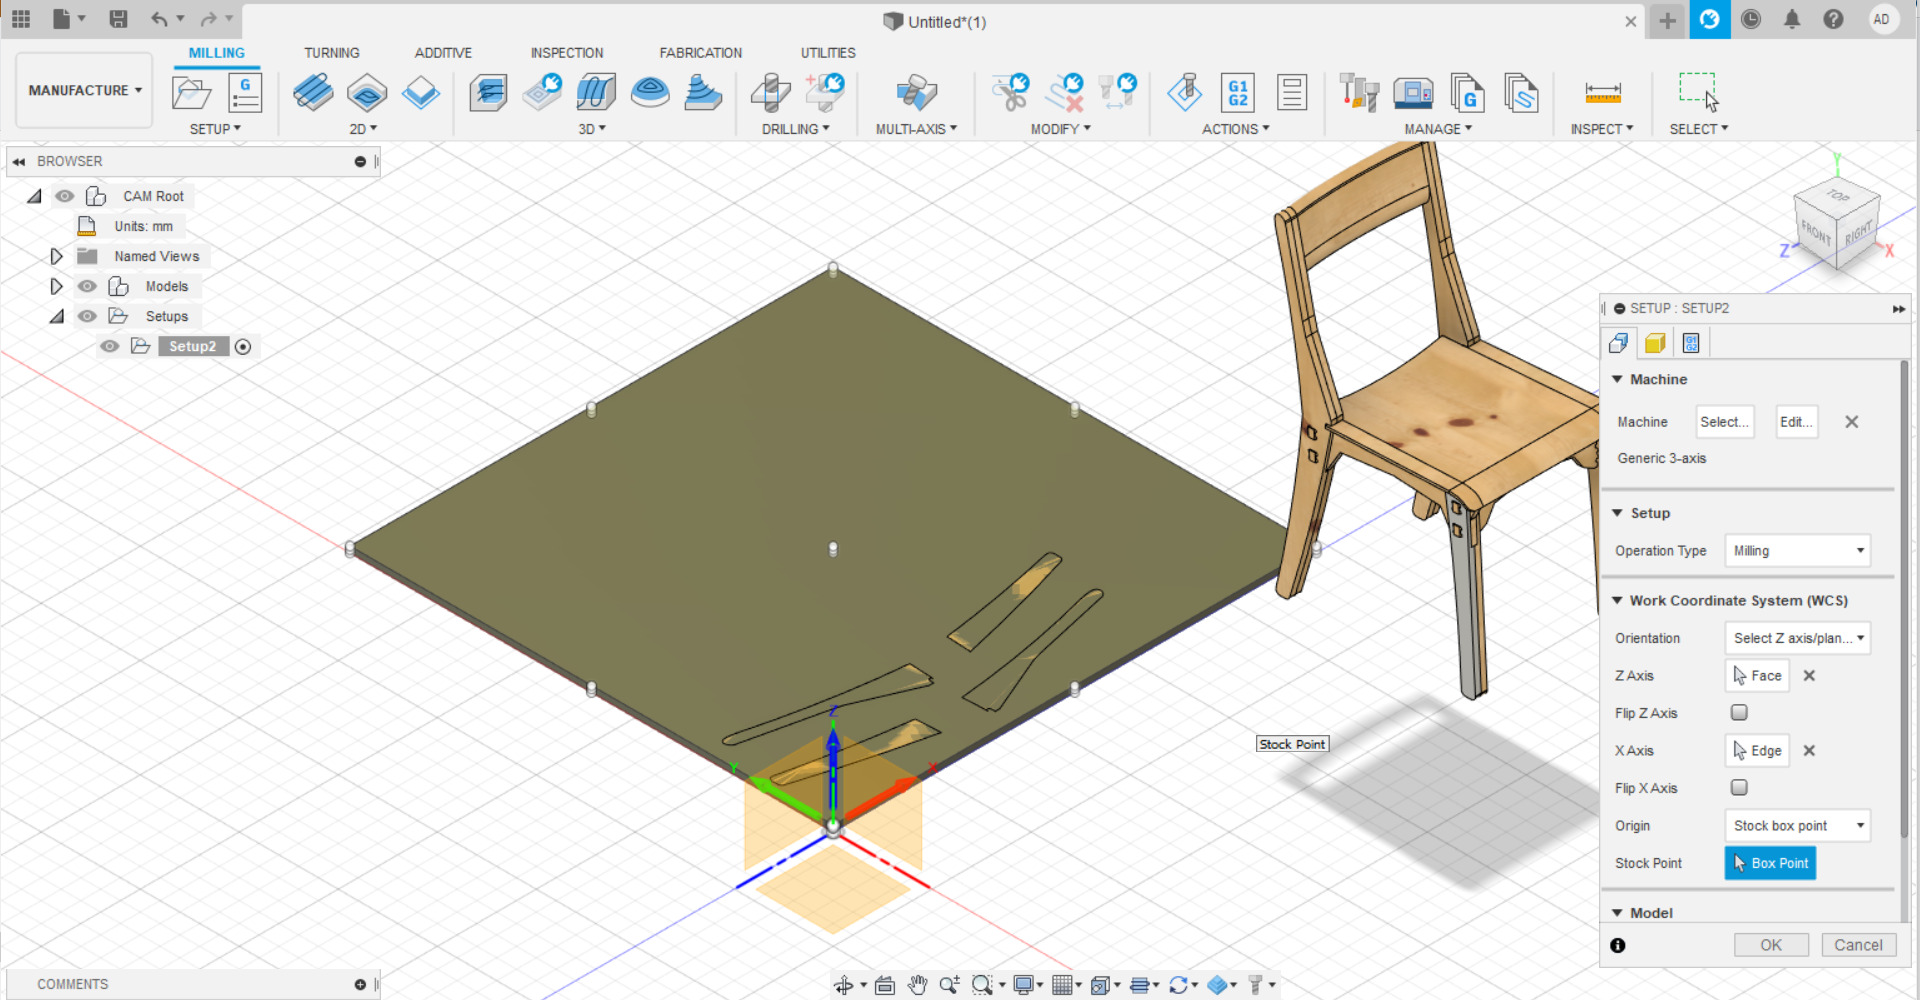 Untitled*(1)
AD
MANUFACTURE
MILLING
TURNING
ADDITIVE
INSPECTION
FABRICATION
UTILITIES
G
G1
G2
G
SETUP
2D
3D
DRILLING
MULTI-AXIS
MODIFY
ACTIONS
MANAGE
INSPECT
SELECT
BROWSER
CAM Root
Units: mm
Named Views
Models
Setups
Setup2
Y
TOP
FRONT
RIGHT
Z
X
Z
Y
X
Stock Point
SETUP : SETUP2
G1
G2
Machine
Machine
Select...
Edit...
Generic 3-axis
Setup
Operation Type
Milling
Work Coordinate System (WCS)
Orientation
Select Z axis/plan...
Z Axis
Face
Flip Z Axis
X Axis
Edge
Flip X Axis
Origin
Stock box point
Stock Point
Box Point
Model
OK
Cancel
COMMENTS